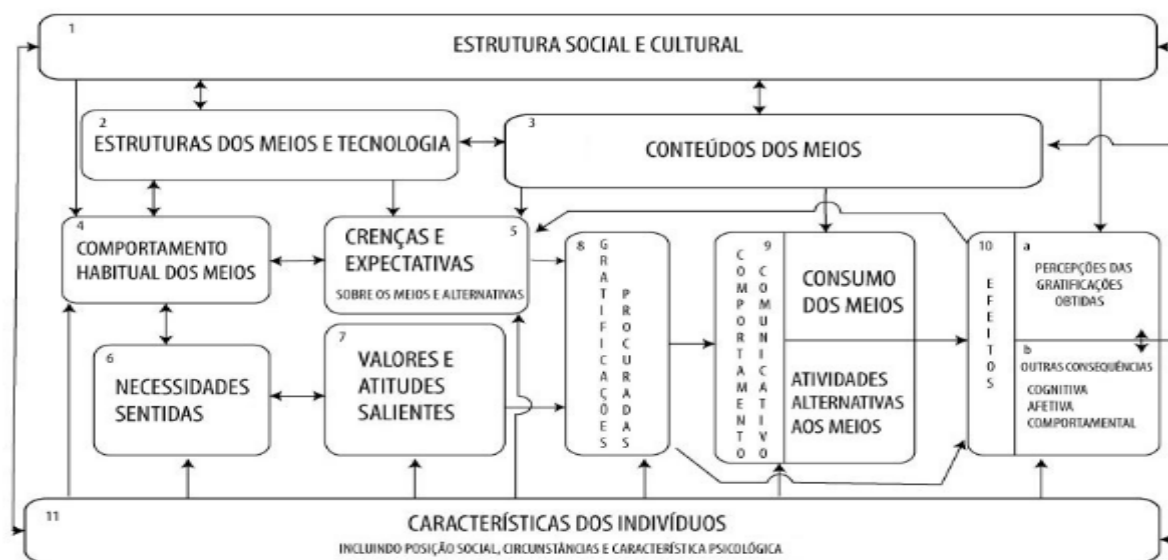 1
ESTRUTURA SOCIAL E CULTURAL
2
ESTRUTURAS DOS MEIOS E TECNOLOGIA
3
CONTEÚDOS DOS MEIOS
4
COMPORTAMENTO
HABITUAL DOS MEIOS
5
CRENÇAS E
EXPECTATIVAS
SOBRE OS MEIOS E ALTERNATIVAS
6
NECESSIDADES
SENTIDAS
7
VALORES E
ATITUDES
SALIENTES
8
GRATIFICAÇÕES
PROCURADAS
9
COMPORTAMENTO
COMUNICATIVO
CONSUMO
DOS MEIOS
ATIVIDADES
ALTERNATIVAS
AOS MEIOS
10
EFEITOS
a
PERCEPÇÕES DAS
GRATIFICAÇÕES
OBTIDAS
b
OUTRAS CONSEQUÊNCIAS
COGNITIVA
AFETIVA
COMPORTAMENTAL
11
CARACTERÍSTICAS DOS INDIVÍDUOS
INCLUINDO POSIÇÃO SOCIAL, CIRCUNSTÂNCIAS E CARACTERÍSTICA PSICOLÓGICA